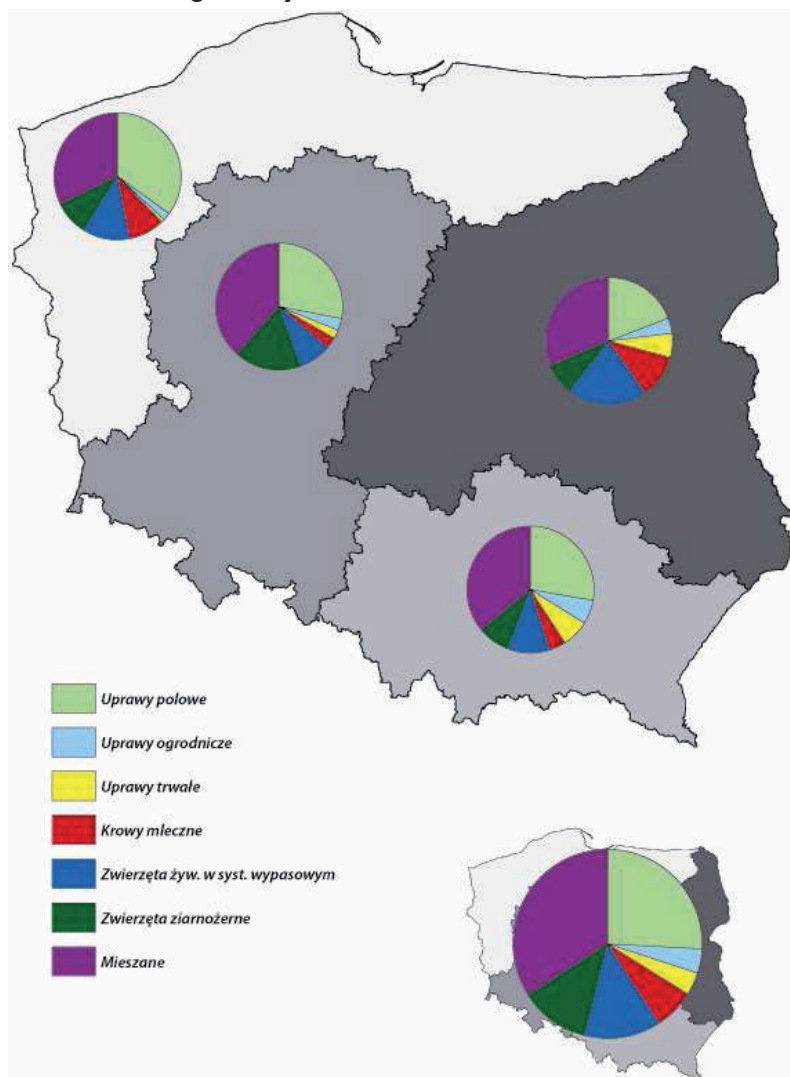 Uprawy polowe
Uprawy ogrodnicze
Uprawy trwałe
Krowy mleczne
Zwierzęta żyw. w syst. wypasowym
Zwierzęta ziarnożerne
Mieszane